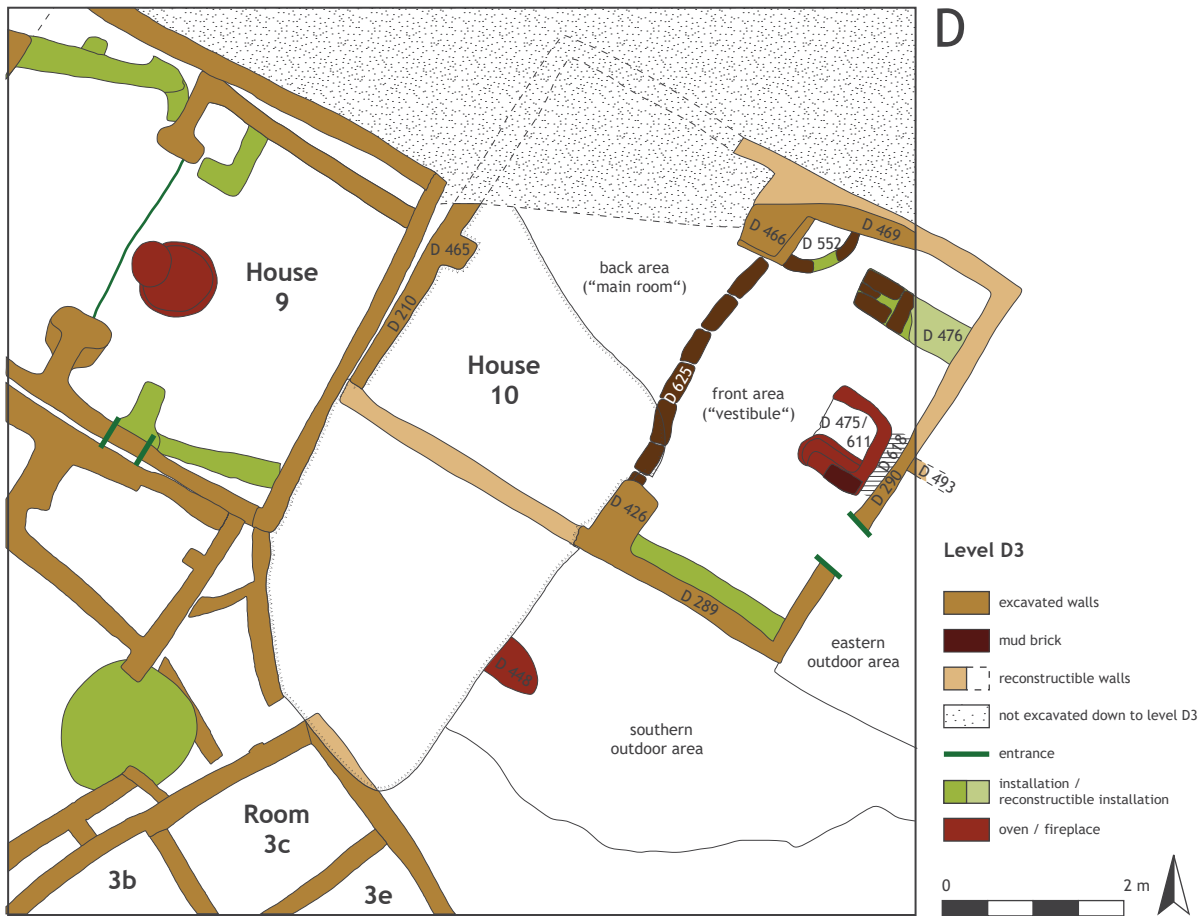 D
D 466
D 469
D 552
D 465
House
9
back area
("main room“)
D 210
D 476
House
10
D 625
front area
("vestibule“)
D 475/
611
D 618
D 493
D 290
D 426
Level D3
excavated walls
D 289
mud brick
eastern
outdoor area
D 448
reconstructible walls
not excavated down to level D3
southern
outdoor area
entrance
installation /
reconstructible installation
Room
3c
oven / fireplace
3b
3e
0
2 m